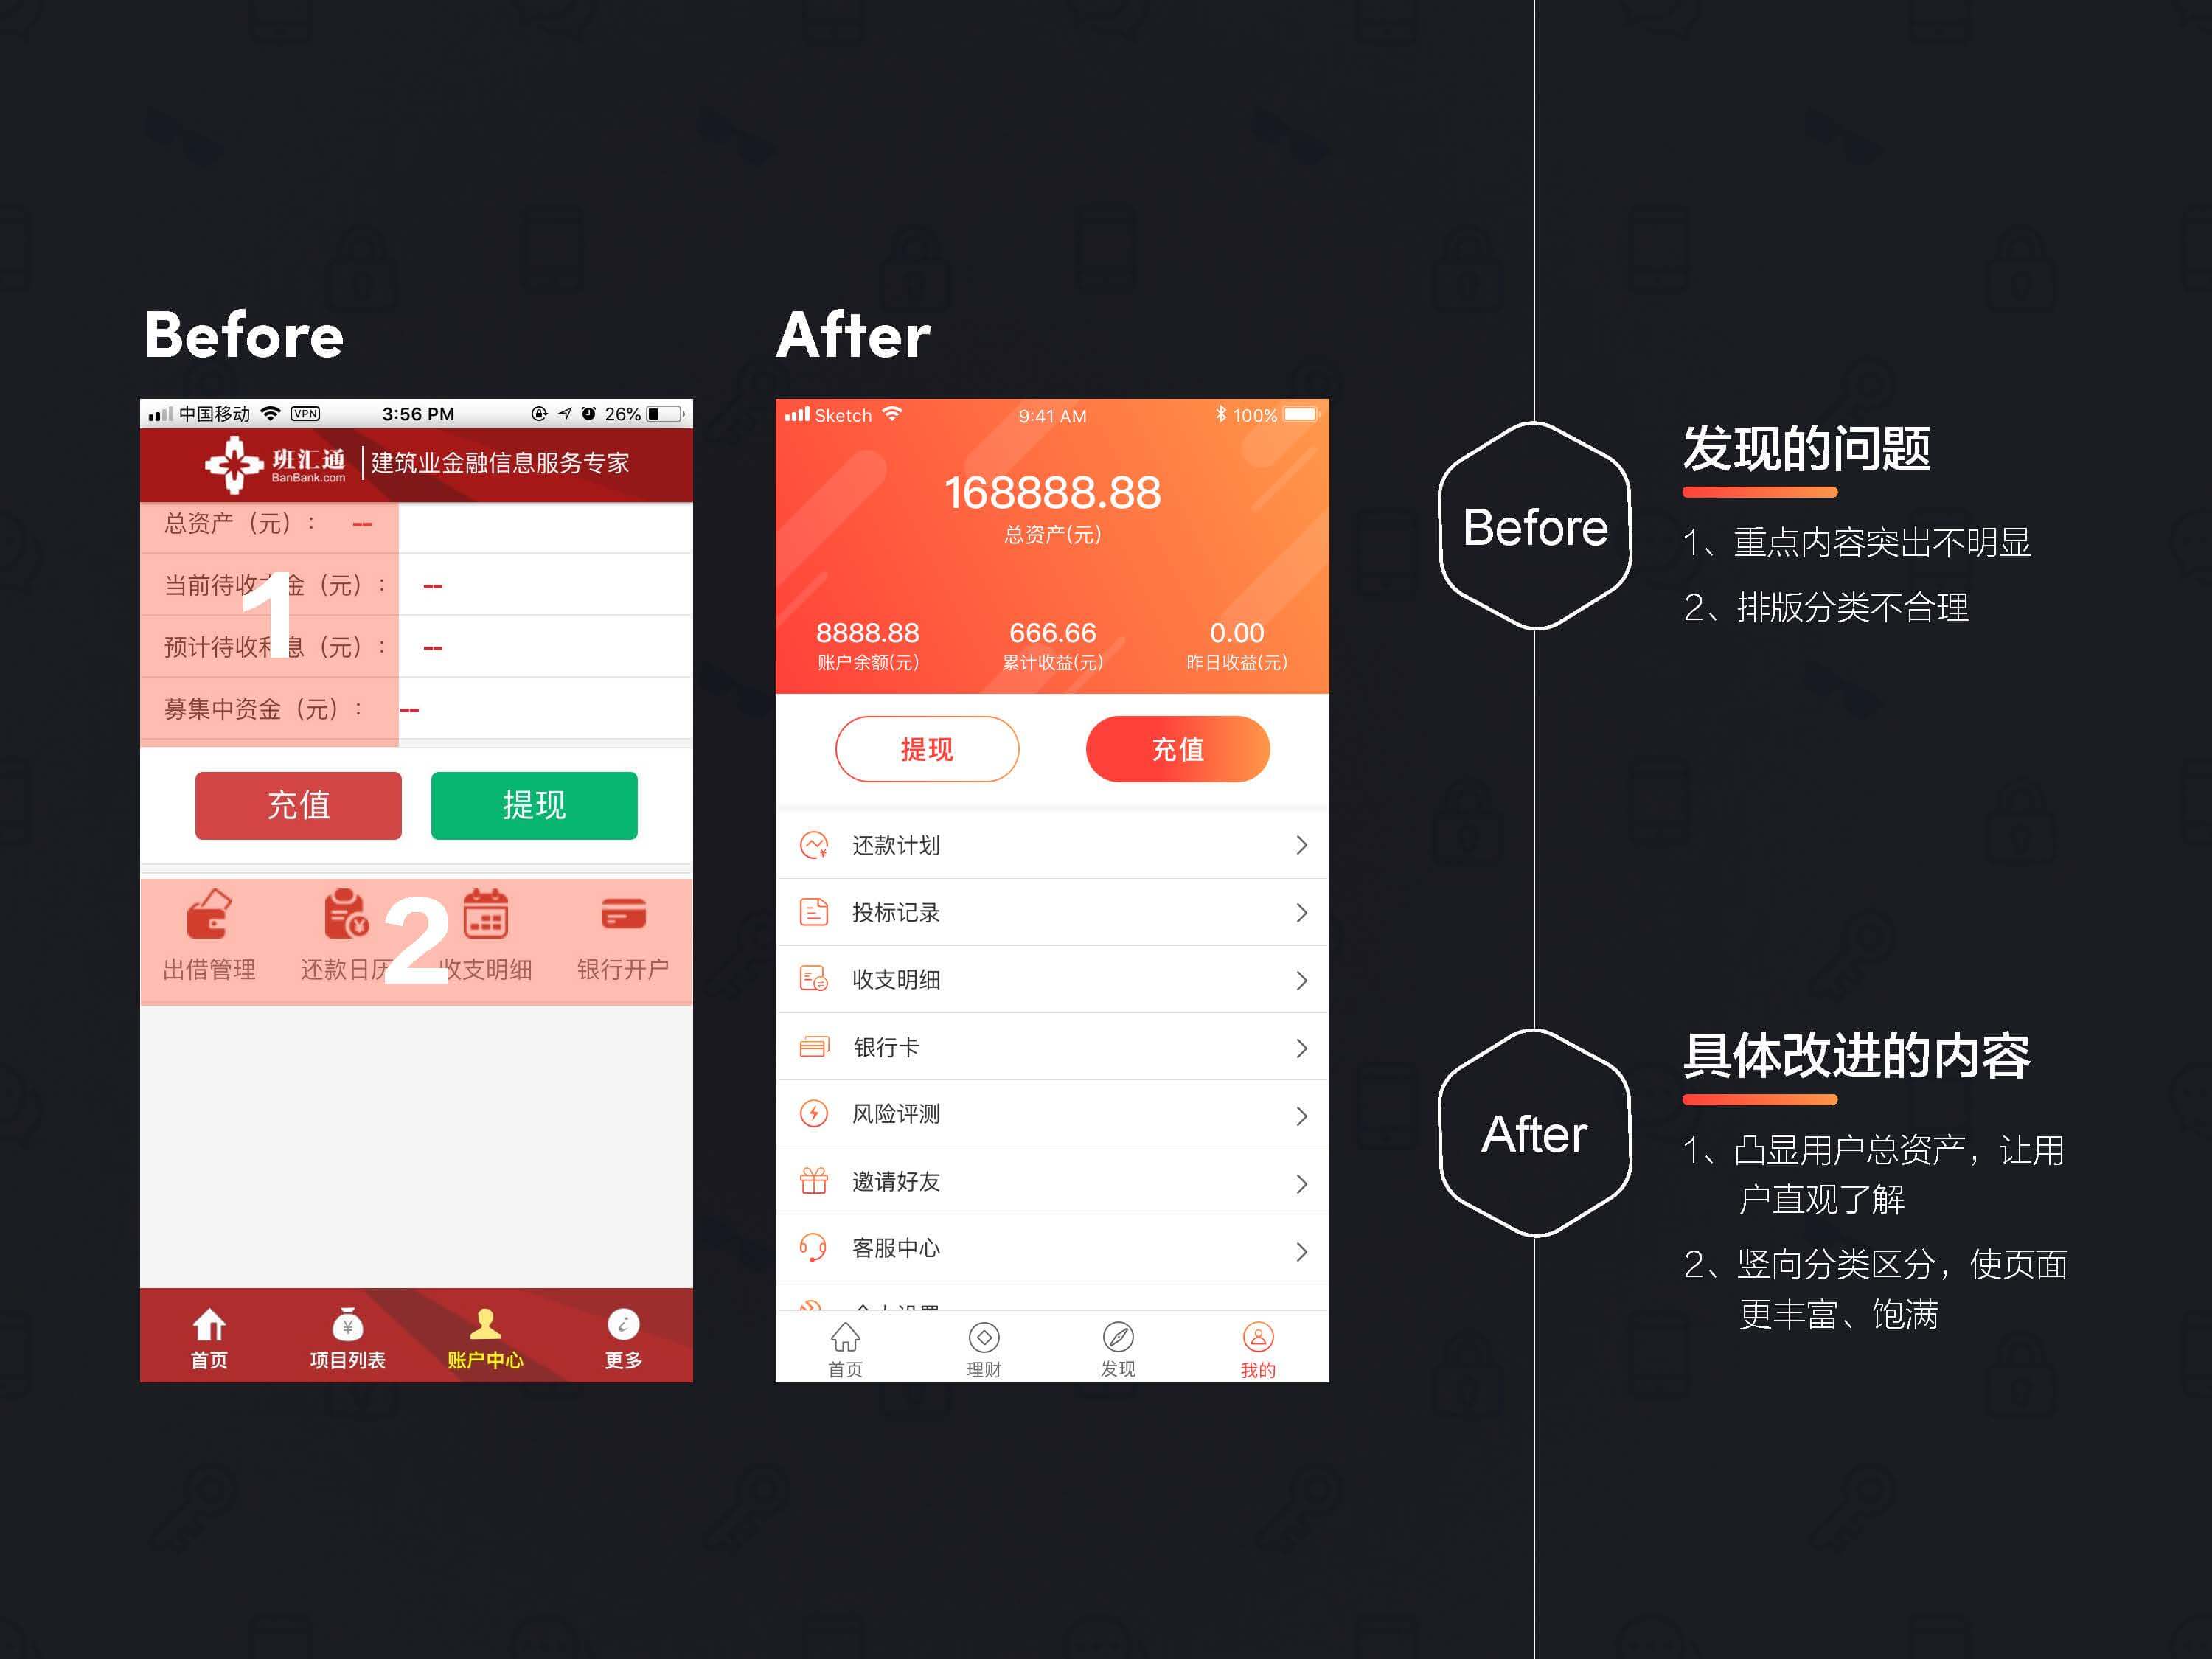 Before
中国移动 VPN 3:56 PM 26%
班汇通 建筑业金融信息服务专家
BanBank.com
总资产（元）： --
当前待收 金（元）： --
预计待收 息（元）： --
募集中资金（元）： --
1
充值 提现
2
出借管理 还款日历 收支明细 银行开户
首页 项目列表 账户中心 更多
After
Sketch 9:41 AM 100%
168888.88
总资产(元)
8888.88 666.66 0.00
账户余额(元) 累计收益(元) 昨日收益(元)
提现 充值
还款计划
投标记录
收支明细
银行卡
风险评测
邀请好友
客服中心
首页 理财 发现 我的
Before
发现的问题
1、重点内容突出不明显
2、排版分类不合理
After
具体改进的内容
1、凸显用户总资产，让用
户直观了解
2、竖向分类区分，使页面
更丰富、饱满